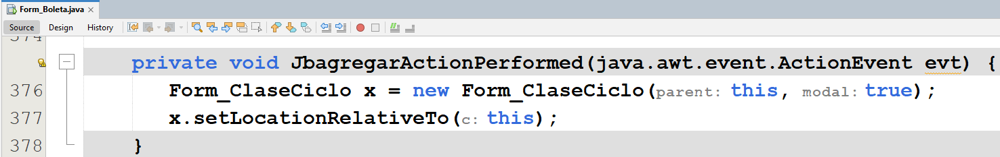 Form_Boleta.java ×
Source Design History
374
private void JbagregarActionPerformed(java.awt.event.ActionEvent evt) {
376 Form_ClaseCiclo x = new Form_ClaseCiclo(parent: this, modal: true);
377 x.setLocationRelativeTo(c: this);
378 }